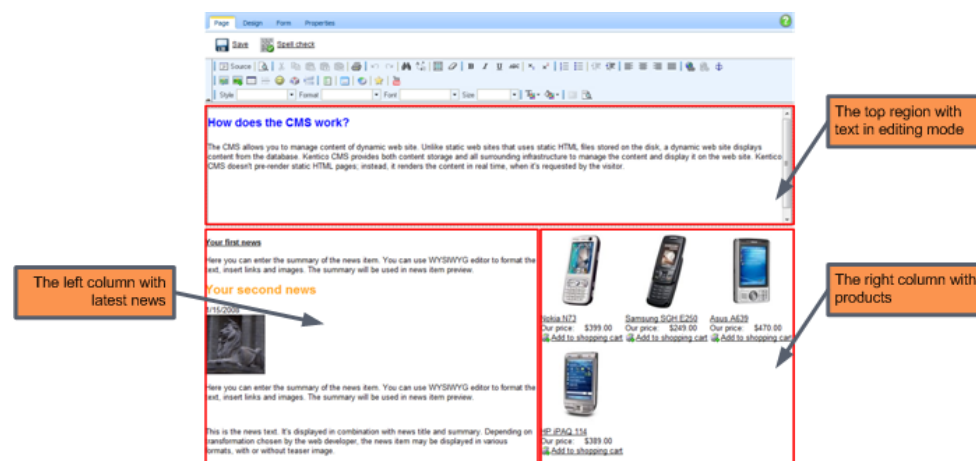 Page Design Form Properties
Save Spell check
Source
Style Format Font Size
How does the CMS work?
The CMS allows you to manage content of dynamic web site. Unlike static web sites that uses static HTML files stored on the disk, a dynamic web site displays
content from the database. Kentico CMS provides both content storage and all surrounding infrastructure to manage the content and display it on the web site. Kentico
CMS doesn't pre-render static HTML pages; instead, it renders the content in real time, when it's requested by the visitor.
The top region with
text in editing mode
Your first news
Here you can enter the summary of the news item. You can use WYSIWYG editor to format the
text, insert links and images. The summary will be used in news item preview.
Your second news
1/15/2008
Here you can enter the summary of the news item. You can use WYSIWYG editor to format the
text, insert links and images. The summary will be used in news item preview.
This is the news text. It's displayed in combination with news title and summary. Depending on
transformation chosen by the web developer, the news item may be displayed in various
formats, with or without teaser image.
The left column with
latest news
Nokia N73 Samsung SGH E250 Asus A639
Our price: $399.00 Our price: $249.00 Our price: $470.00
Add to shopping cart Add to shopping cart Add to shopping cart
HP iPAQ 114
Our price: $389.00
Add to shopping cart
The right column with
products